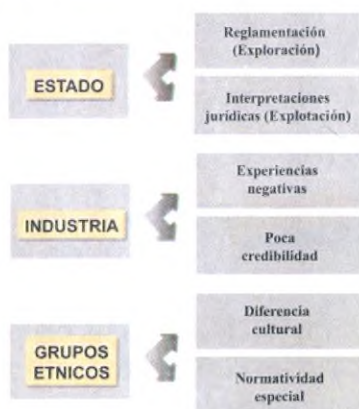 ESTADO
Reglamentación
(Exploración)
Interpretaciones
jurídicas (Explotación)
INDUSTRIA
Experiencias
negativas
Poca
credibilidad
GRUPOS
ETNICOS
Diferencia
cultural
Normatividad
especial